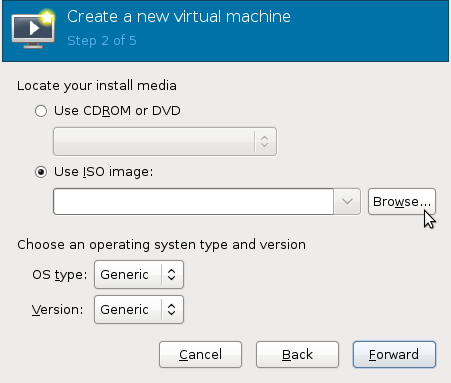 Create a new virtual machine
Step 2 of 5
Locate your install media
Use CDROM or DVD
Use ISO image:
Browse...
Choose an operating systen type and version
OS type: Generic
Version: Generic
Cancel Back Forward